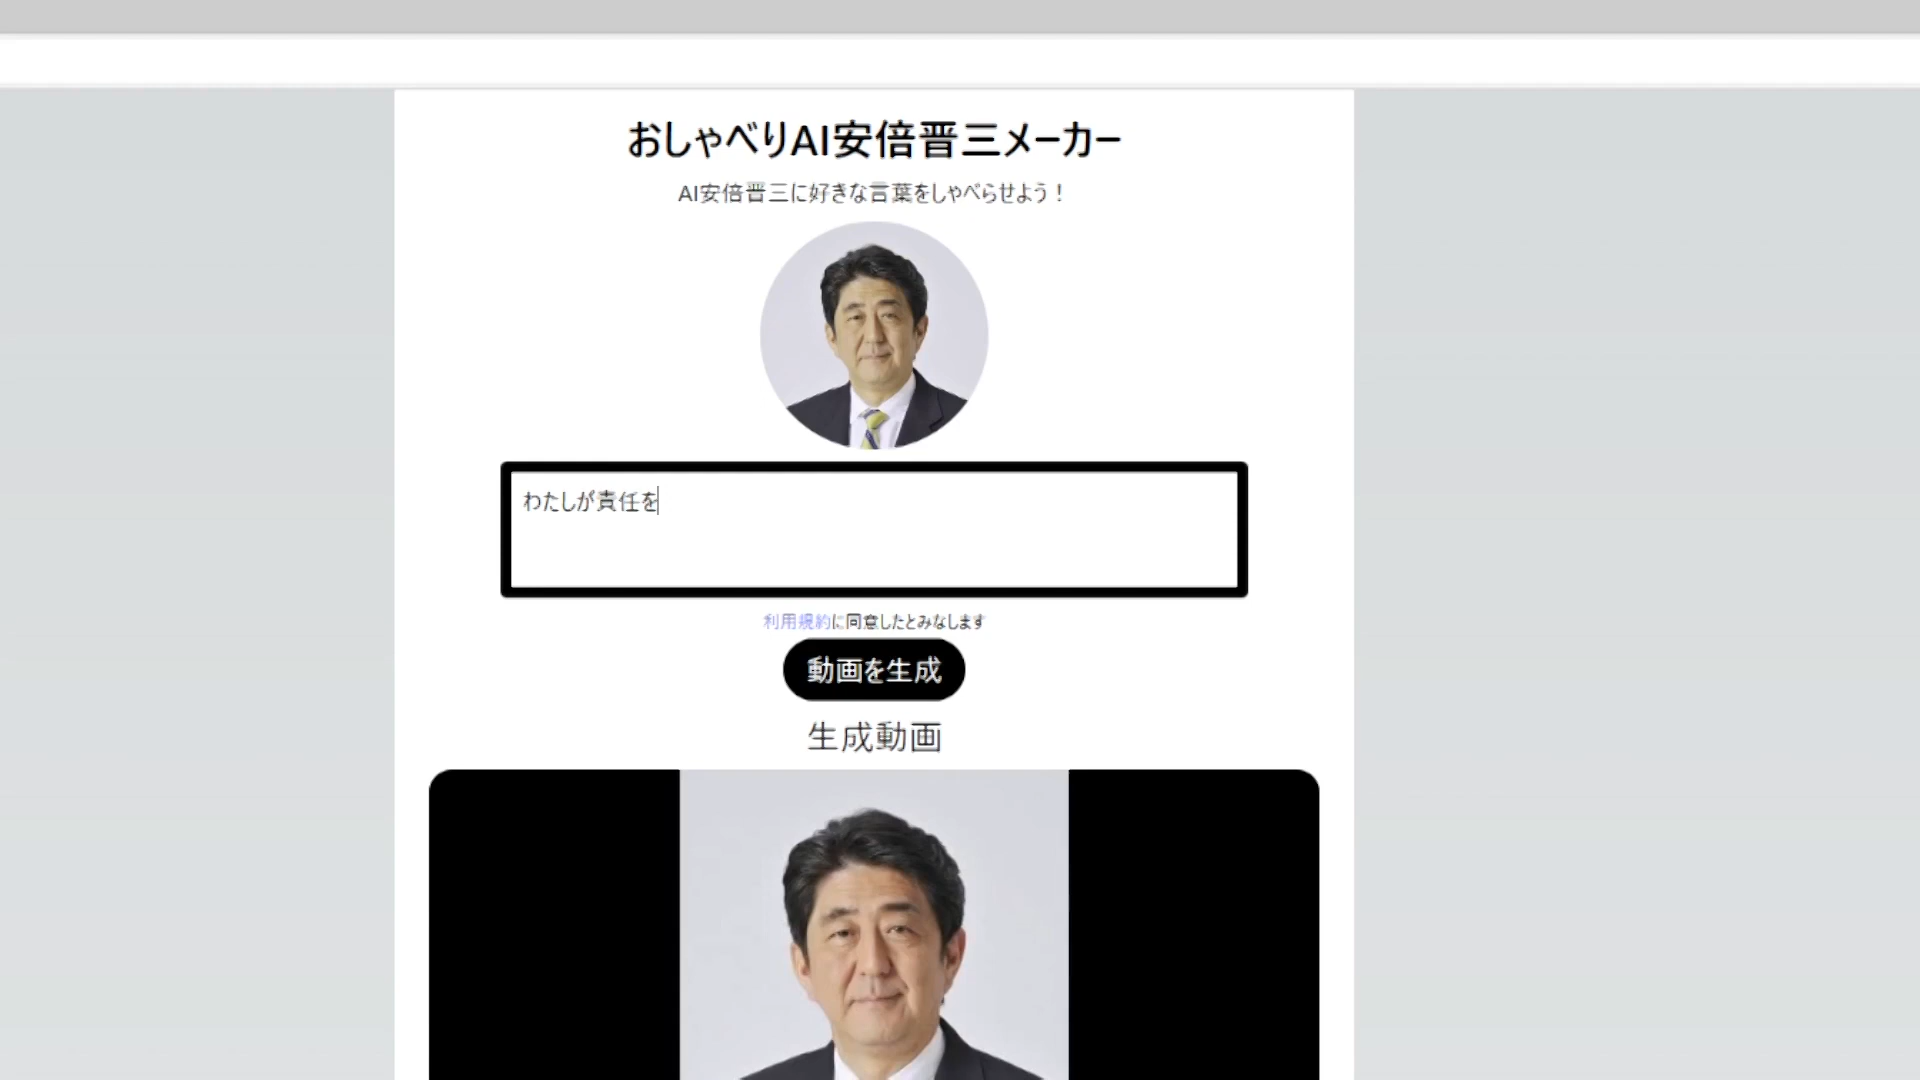 おしゃべりAI安倍晋三メーカー
AI安倍晋三に好きな言葉をしゃべらせよう！
わたしが責任を
利用規約に同意したとみなします
動画を生成
生成動画